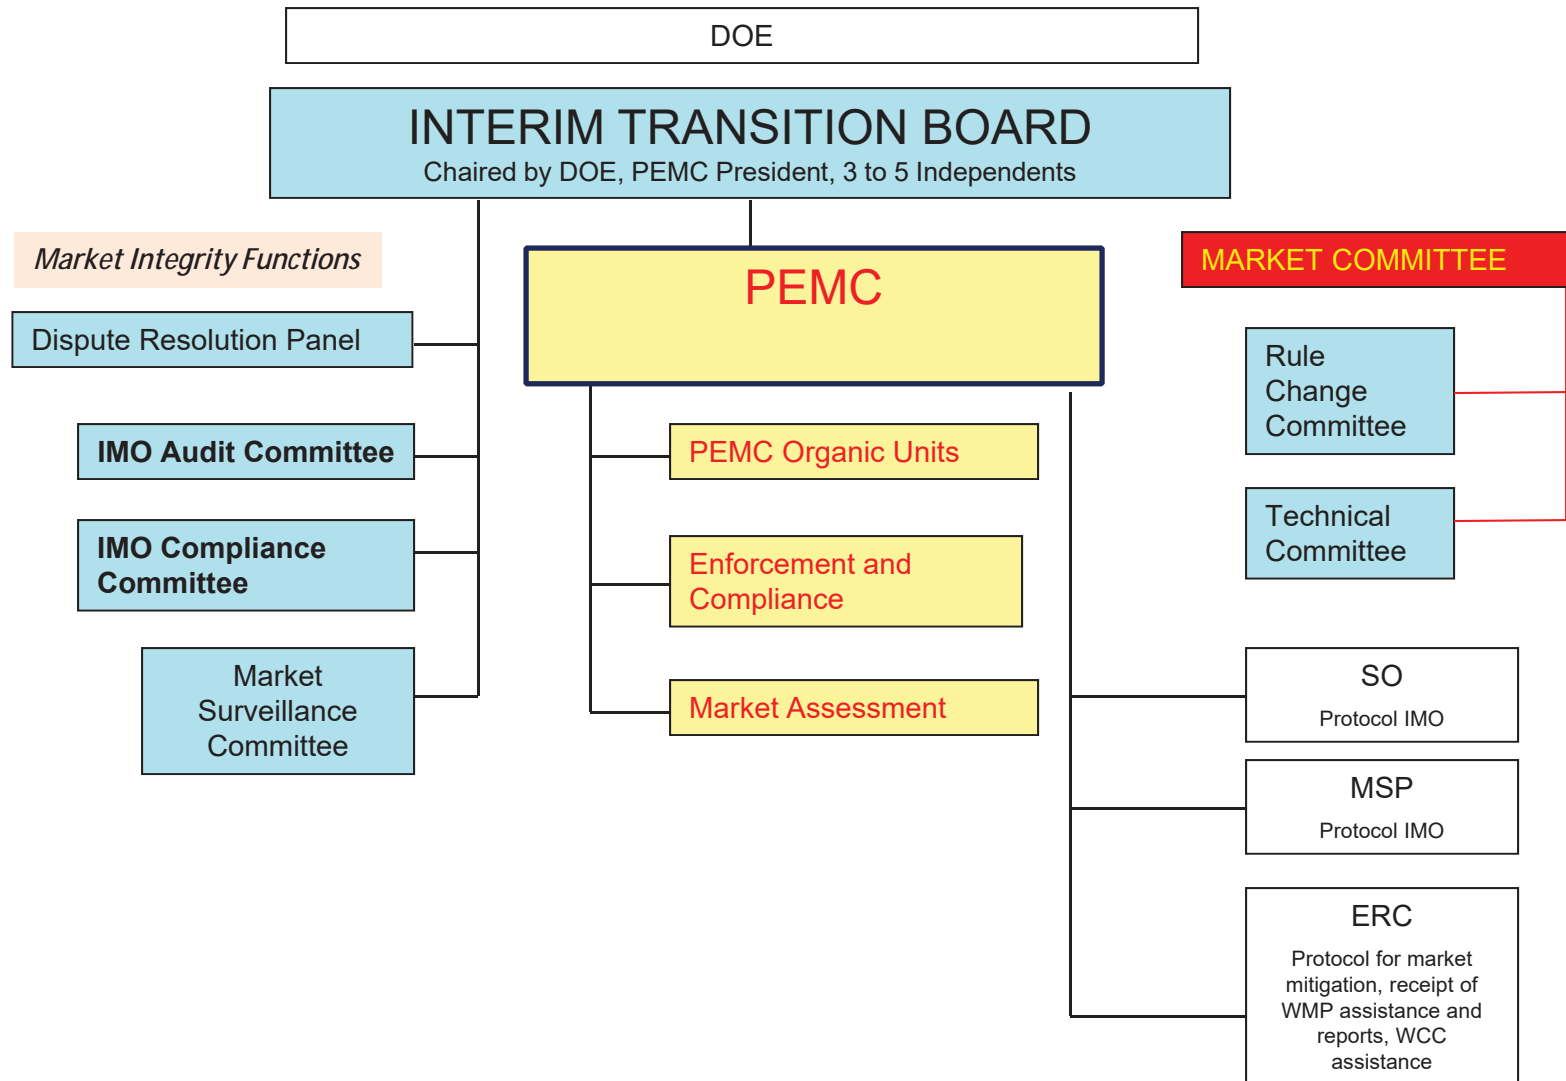 DOE
INTERIM TRANSITION BOARD
Chaired by DOE, PEMC President, 3 to 5 Independents
Market Integrity Functions
Dispute Resolution Panel
IMO Audit Committee
IMO Compliance
Committee
Market
Surveillance
Committee
PEMC
PEMC Organic Units
Enforcement and
Compliance
Market Assessment
MARKET COMMITTEE
Rule
Change
Committee
Technical
Committee
SO
Protocol IMO
MSP
Protocol IMO
ERC
Protocol for market
mitigation, receipt of
WMP assistance and
reports, WCC
assistance